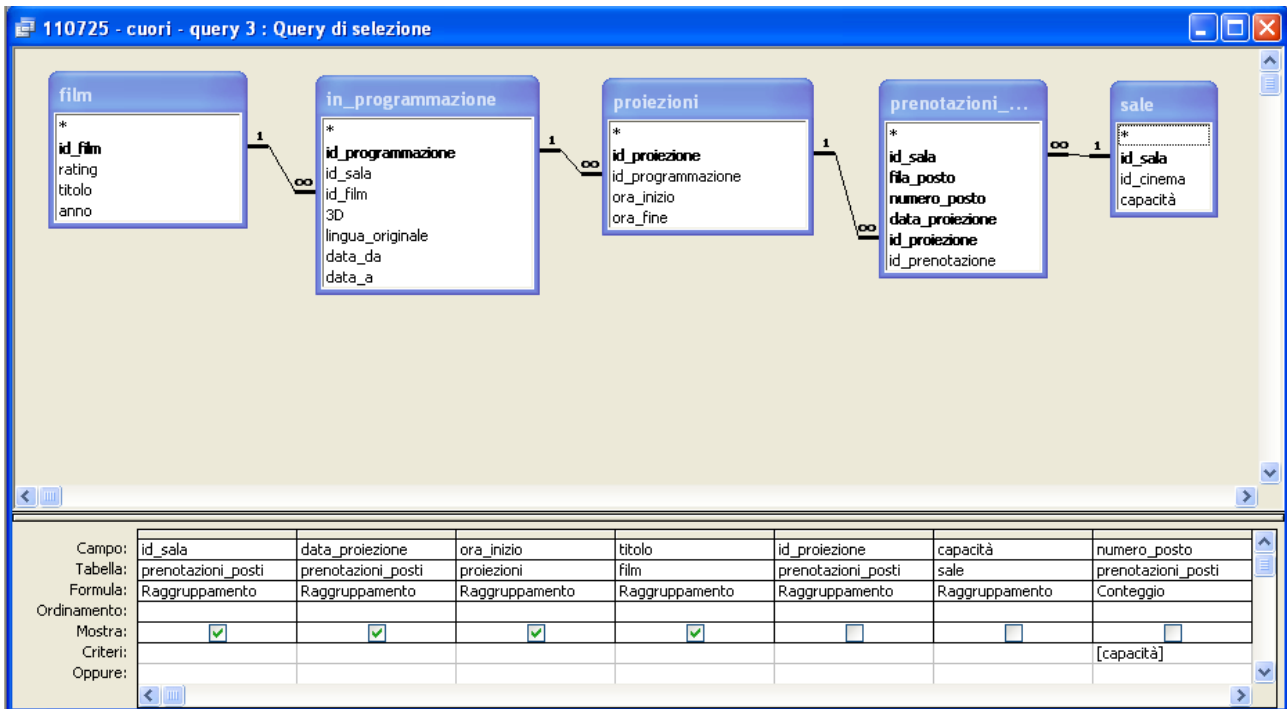 110725 - cuori - query 3 : Query di selezione
film
*
id_film
rating
titolo
anno
1
∞
in_programmazione
*
id_programmazione
id_sala
id_film
3D
lingua_originale
data_da
data_a
1
∞
proiezioni
*
id_proiezione
id_programmazione
ora_inizio
ora_fine
1
∞
prenotazioni_...
*
id_sala
fila_posto
numero_posto
data_proiezione
id_proiezione
id_prenotazione
∞
1
sale
*
id_sala
id_cinema
capacità
Campo: id_sala data_proiezione ora_inizio titolo id_proiezione capacità numero_posto
Tabella: prenotazioni_posti prenotazioni_posti proiezioni film prenotazioni_posti sale prenotazioni_posti
Formula: Raggruppamento Raggruppamento Raggruppamento Raggruppamento Raggruppamento Raggruppamento Conteggio
Ordinamento:
Mostra:
Criteri: [capacità]
Oppure: